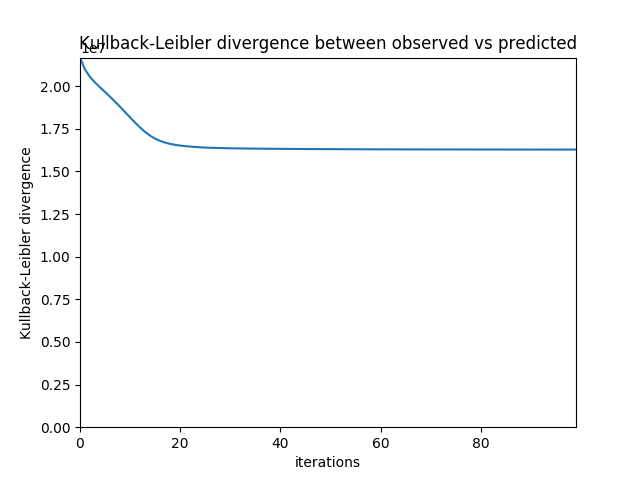 Kullback-Leibler divergence between observed vs predicted
1e7
2.00
1.75
1.50
1.25
1.00
0.75
0.50
0.25
0.00
Kullback-Leibler divergence
0 20 40 60 80
iterations